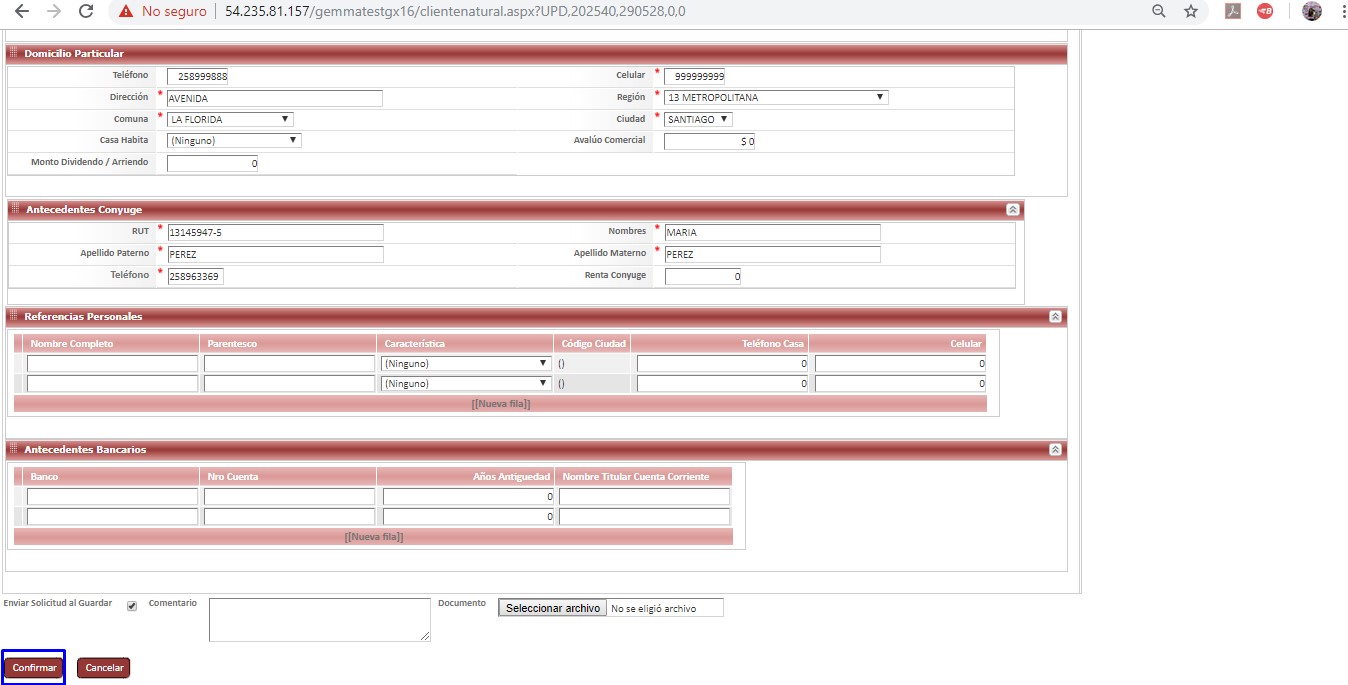 No seguro 54.235.81.157/gemmatestgx16/clientenatural.aspx?UPD,202540,290528,0,0
Domicilio Particular
Teléfono 258999888 Celular * 999999999
Dirección * AVENIDA Región * 13 METROPOLITANA
Comuna * LA FLORIDA Ciudad * SANTIAGO
Casa Habita (Ninguno) Avalúo Comercial $ 0
Monto Dividendo / Arriendo 0
Antecedentes Conyuge
RUT * 13145947-5 Nombres * MARIA
Apellido Paterno * PEREZ Apellido Materno * PEREZ
Teléfono * 258963369 Renta Conyuge 0
Referencias Personales
Nombre Completo Parentesco Característica Código Ciudad Teléfono Casa Celular
(Ninguno) () 0 0
(Ninguno) () 0 0
[[Nueva fila]]
Antecedentes Bancarios
Banco Nro Cuenta Años Antiguedad Nombre Titular Cuenta Corriente
0
0
[[Nueva fila]]
Enviar Solicitud al Guardar Comentario Documento Seleccionar archivo No se eligió archivo
Confirmar Cancelar